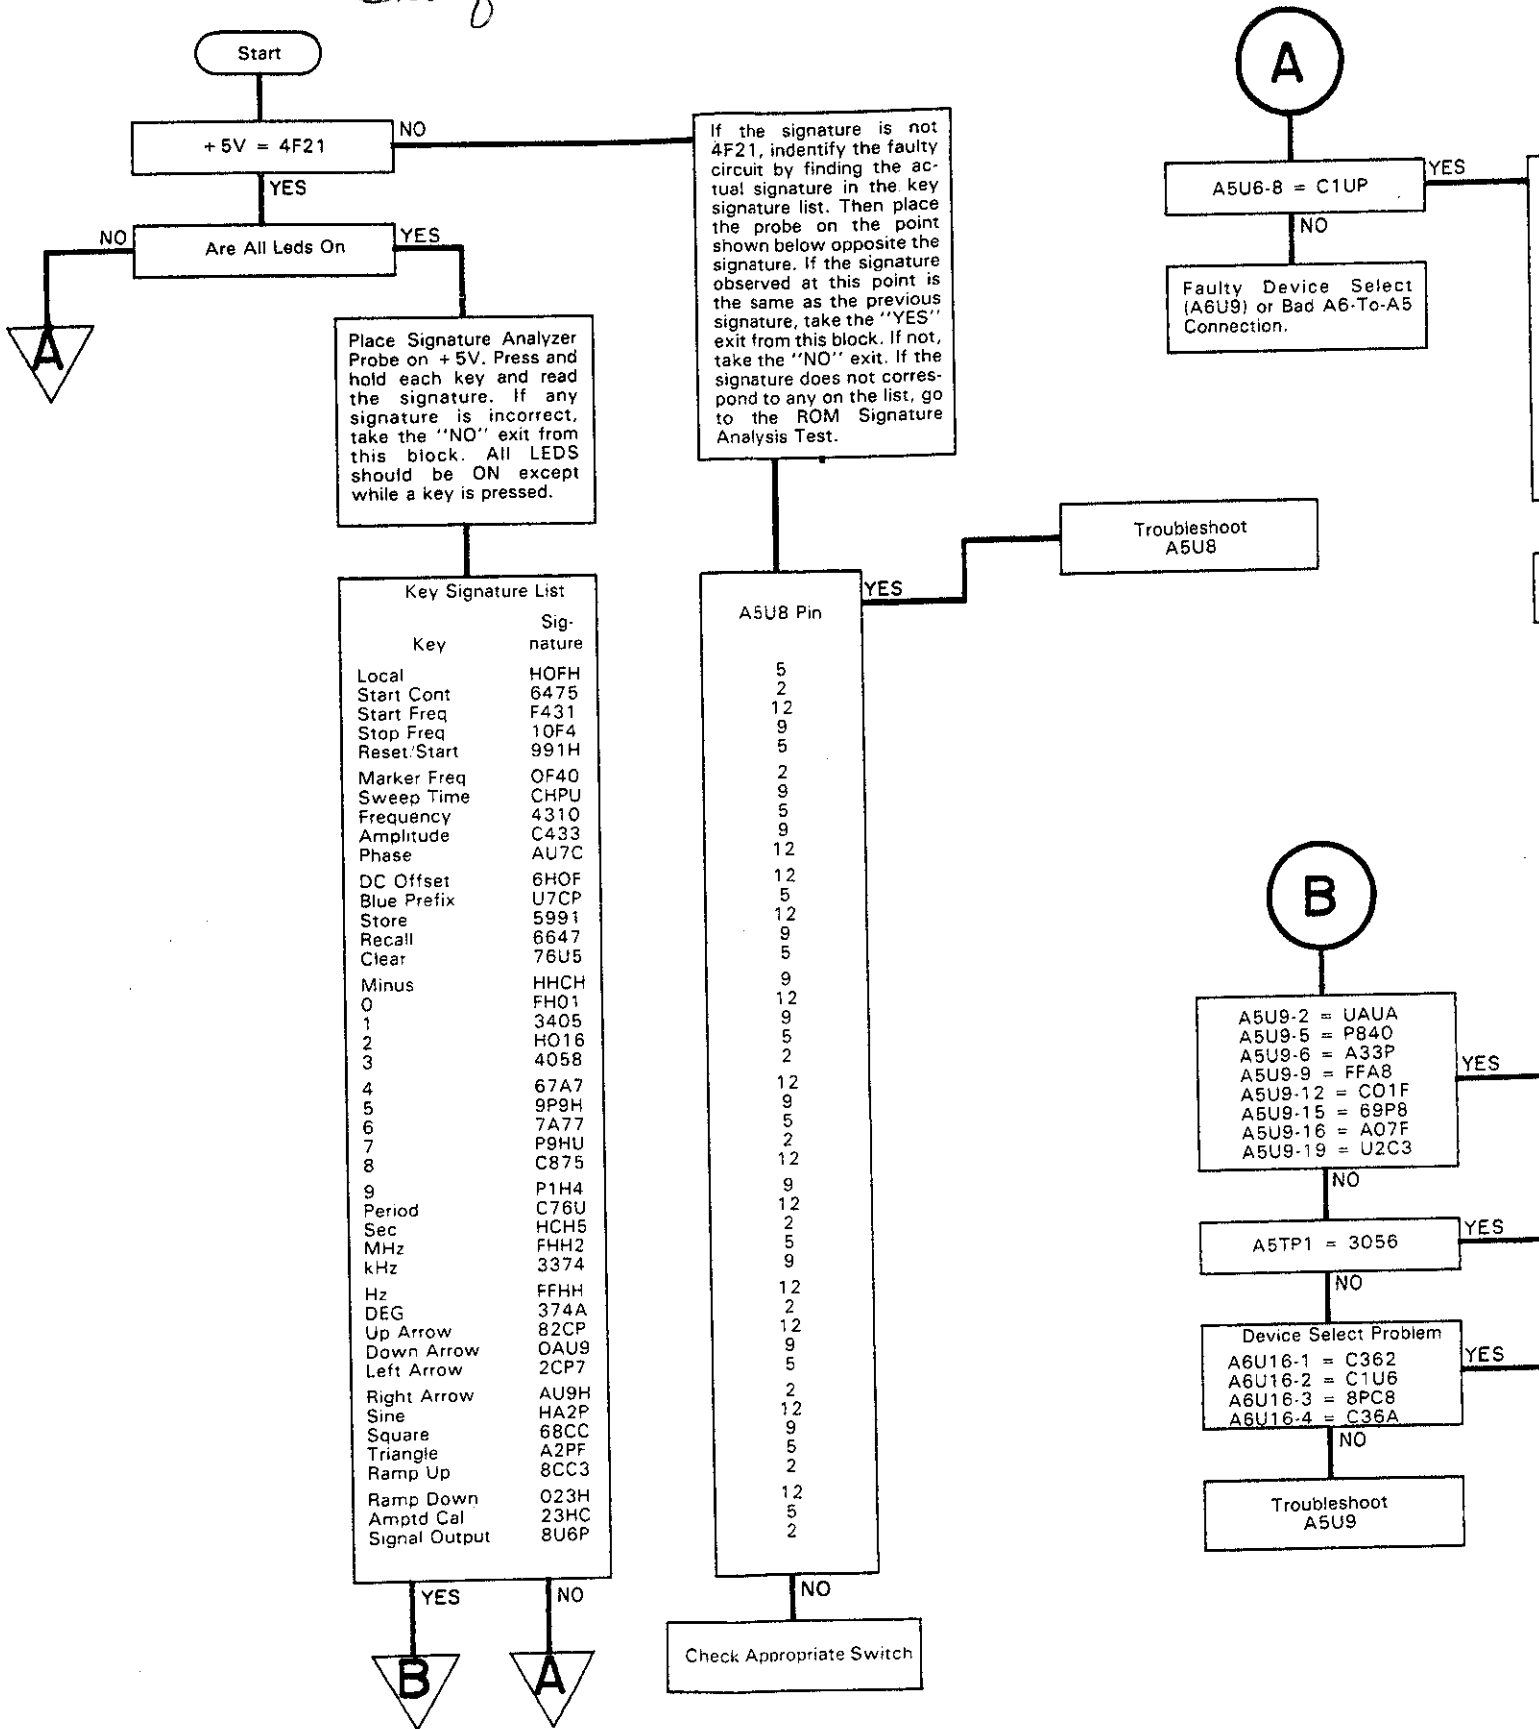 Start
+5V = 4F21
NO
YES
Are All Leds On
NO
YES
A
Place Signature Analyzer
Probe on +5V. Press and
hold each key and read
the signature. If any
signature is incorrect,
take the "NO" exit from
this block. All LEDS
should be ON except
while a key is pressed.
If the signature is not
4F21, indentify the faulty
circuit by finding the ac-
tual signature in the key
signature list. Then place
the probe on the point
shown below opposite the
signature. If the signature
observed at this point is
the same as the previous
signature, take the "YES"
exit from this block. If not,
take the "NO" exit. If the
signature does not corres-
pond to any on the list, go
to the ROM Signature
Analysis Test.
Key Signature List
Sig-
Key nature
Local HOFH
Start Cont 6475
Start Freq F431
Stop Freq 10F4
Reset/Start 991H
Marker Freq OF40
Sweep Time CHPU
Frequency 4310
Amplitude C433
Phase AU7C
DC Offset 6HOF
Blue Prefix U7CP
Store 5991
Recall 6647
Clear 76U5
Minus HHCH
0 FH01
1 3405
2 HO16
3 4058
4 67A7
5 9P9H
6 7A77
7 P9HU
8 C875
9 P1H4
Period C76U
Sec HCH5
MHz FHH2
kHz 3374
Hz FFHH
DEG 374A
Up Arrow 82CP
Down Arrow OAU9
Left Arrow 2CP7
Right Arrow AU9H
Sine HA2P
Square 68CC
Triangle A2PF
Ramp Up 8CC3
Ramp Down 023H
Amptd Cal 23HC
Signal Output 8U6P
YES
NO
B
A
A5U8 Pin
YES
5
2
12
9
5
2
9
5
9
12
12
5
12
9
5
9
12
9
5
2
12
9
5
2
12
9
12
2
5
9
12
2
12
9
5
2
12
9
5
2
12
5
2
NO
Check Appropriate Switch
Troubleshoot
A5U8
A
A5U6-8 = C1UP
YES
NO
Faulty Device Select
(A6U9) or Bad A6-To-A5
Connection.
B
A5U9-2 = UAUA
A5U9-5 = P840
A5U9-6 = A33P
A5U9-9 = FFA8
A5U9-12 = CO1F
A5U9-15 = 69P8
A5U9-16 = A07F
A5U9-19 = U2C3
YES
NO
A5TP1 = 3056
YES
NO
Device Select Problem
A6U16-1 = C362
A6U16-2 = C1U6
A6U16-3 = 8PC8
A6U16-4 = C36A
YES
NO
Troubleshoot
A5U9